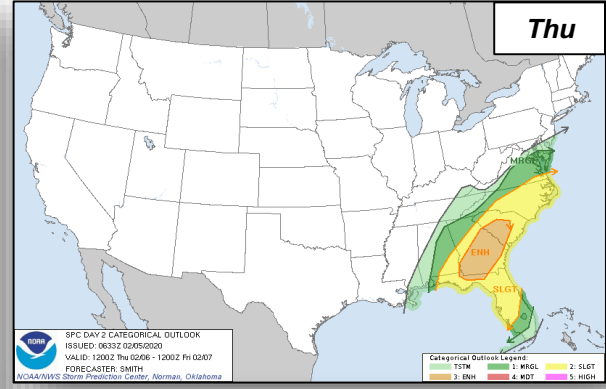 Thu
MRGL
ENH
SLGT
SPC DAY 2 CATEGORICAL OUTLOOK
ISSUED: 0633Z 02/05/2020
VALID: 1200Z Thu 02/06 - 1200Z Fri 02/07
FORECASTER: SMITH
NOAA/NWS Storm Prediction Center, Norman, Oklahoma
NOAA
Categorical Outlook Legend:
TSTM 1: MRGL 2: SLGT
3: ENH 4: MDT 5: HIGH